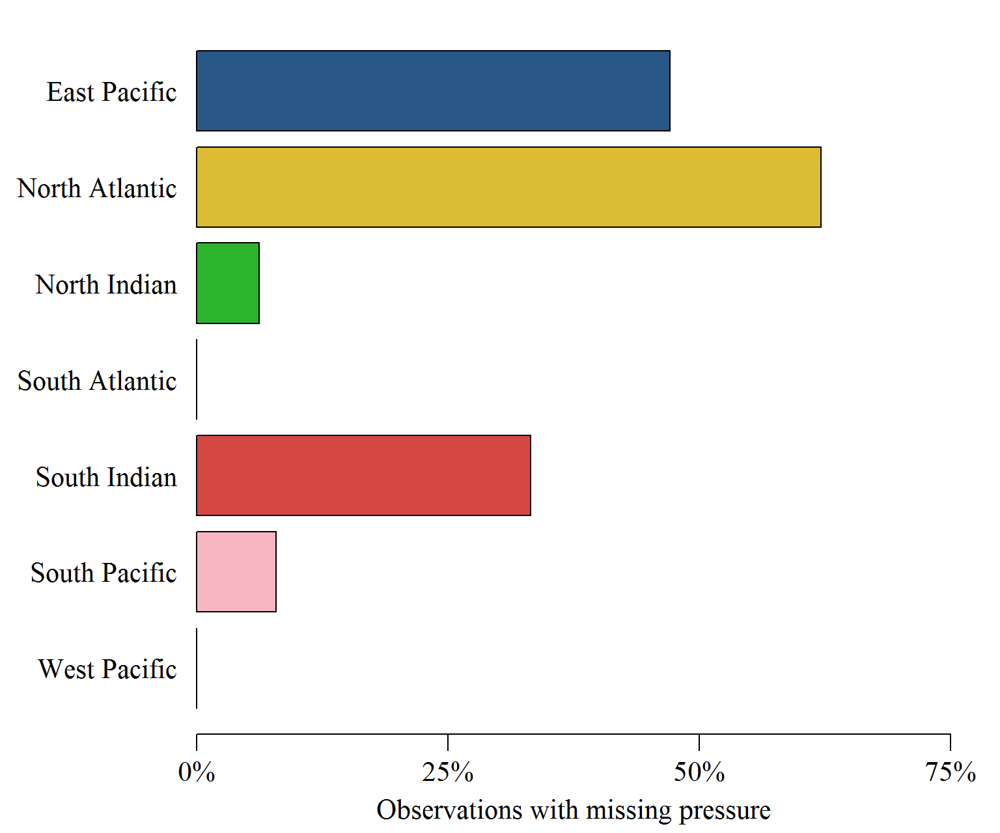 East Pacific
North Atlantic
North Indian
South Atlantic
South Indian
South Pacific
West Pacific
0% 25% 50% 75%
Observations with missing pressure